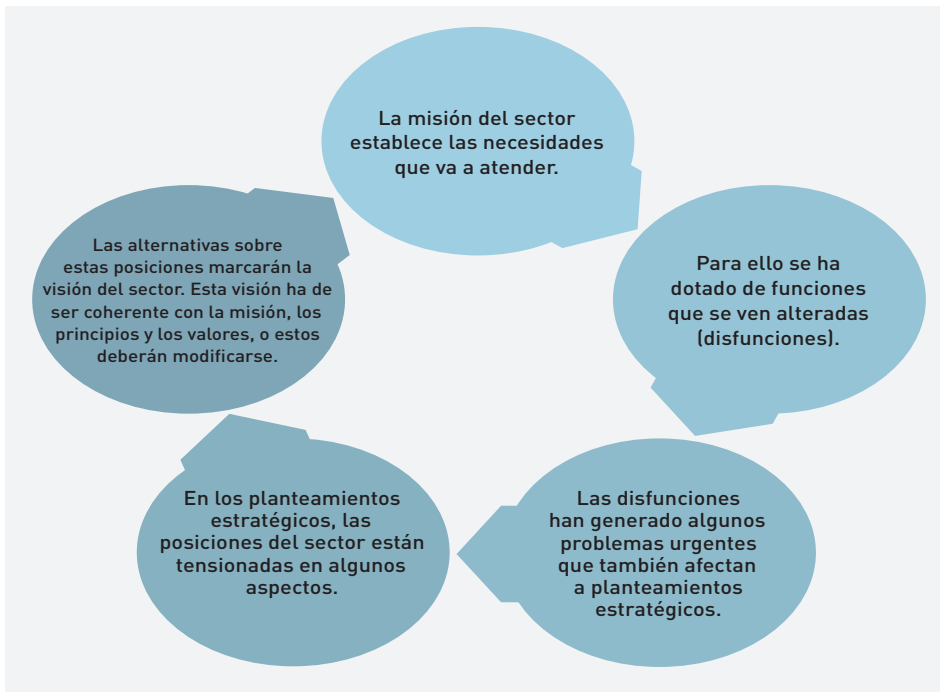 La misión del sector
establece las necesidades
que va a atender.
Para ello se ha
dotado de funciones
que se ven alteradas
(disfunciones).
Las disfunciones
han generado algunos
problemas urgentes
que también afectan
a planteamientos
estratégicos.
En los planteamientos
estratégicos, las
posiciones del sector están
tensionadas en algunos
aspectos.
Las alternativas sobre
estas posiciones marcarán la
visión del sector. Esta visión ha de
ser coherente con la misión, los
principios y los valores, o estos
deberán modificarse.